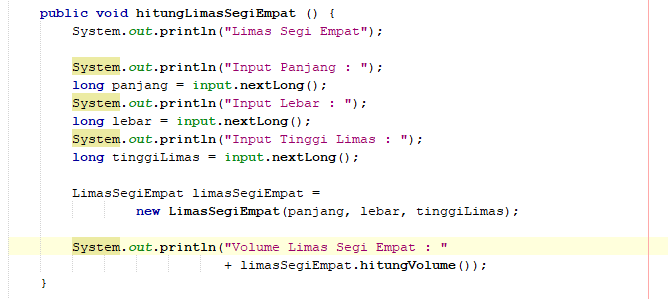 public void hitungLimasSegiEmpat () {
System.out.println("Limas Segi Empat");
System.out.println("Input Panjang : ");
long panjang = input.nextLong();
System.out.println("Input Lebar : ");
long lebar = input.nextLong();
System.out.println("Input Tinggi Limas : ");
long tinggiLimas = input.nextLong();
LimasSegiEmpat limasSegiEmpat =
new LimasSegiEmpat(panjang, lebar, tinggiLimas);
System.out.println("Volume Limas Segi Empat : "
+ limasSegiEmpat.hitungVolume());
}